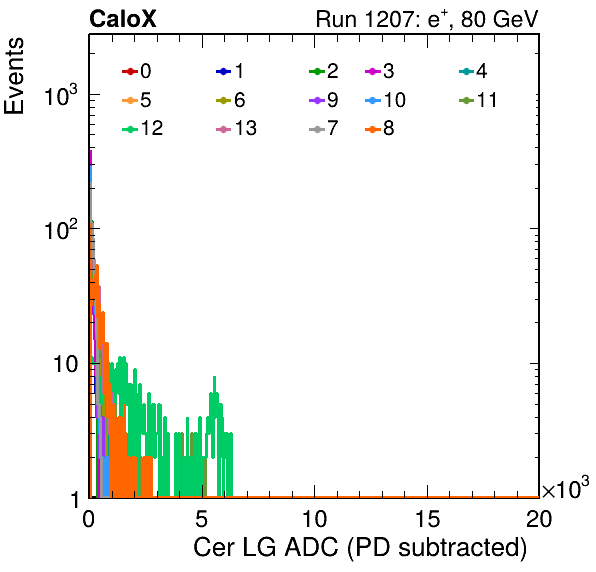 CaloX Run 1207: e⁺, 80 GeV
Events
0 1 2 3 4
5 6 9 10 11
12 13 7 8
10³
10²
10
1
0 5 10 15 20
×10³
Cer LG ADC (PD subtracted)